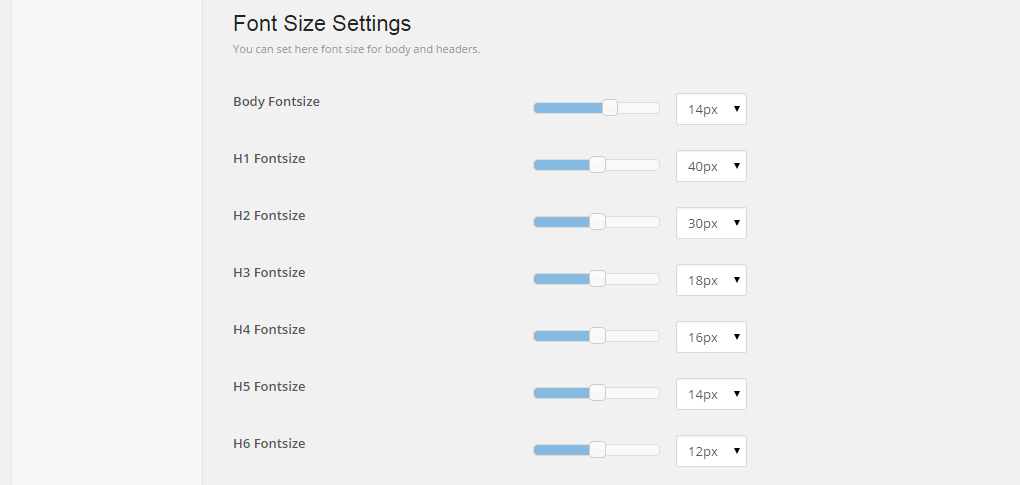 Font Size Settings
You can set here font size for body and headers.
Body Fontsize 14px
H1 Fontsize 40px
H2 Fontsize 30px
H3 Fontsize 18px
H4 Fontsize 16px
H5 Fontsize 14px
H6 Fontsize 12px